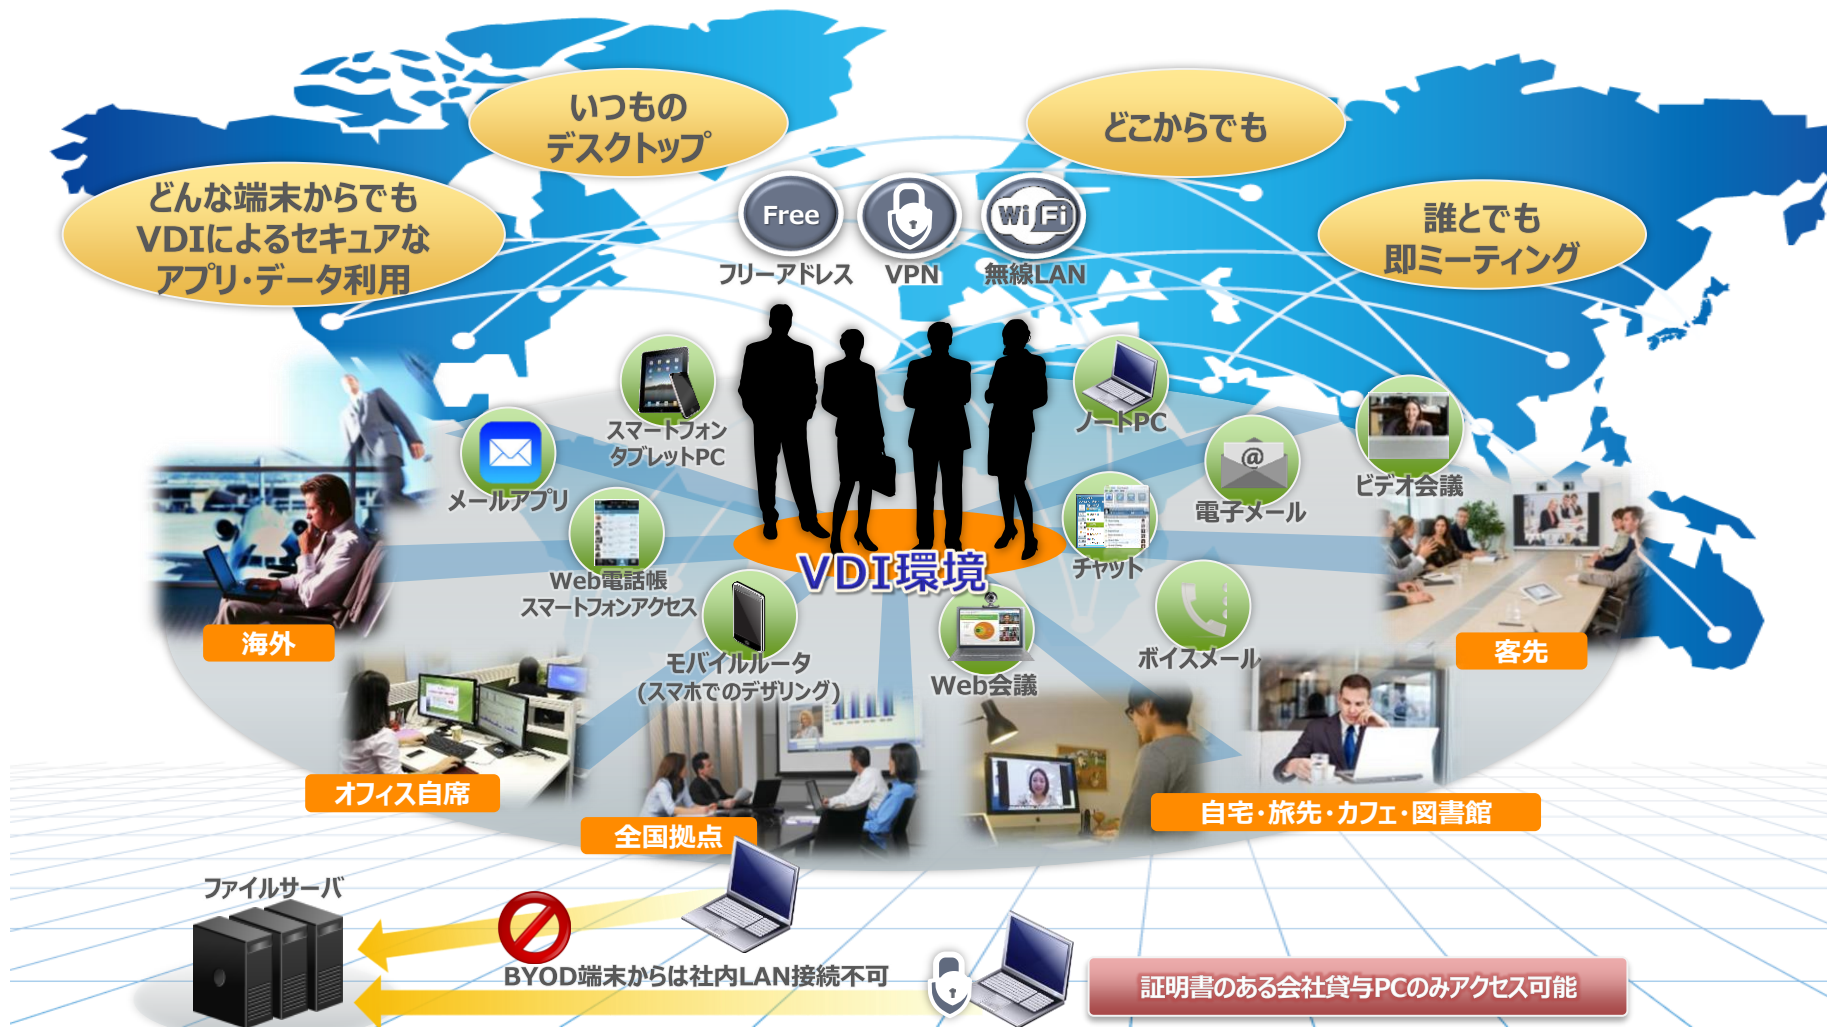 いつもの
デスクトップ
どこからでも
どんな端末からでも
VDIによるセキュアな
アプリ・データ利用
誰とでも
即ミーティング
Free
WiFi
フリーアドレス
VPN
無線LAN
スマートフォン
タブレットPC
ノートPC
メールアプリ
@
電子メール
ビデオ会議
Web電話帳
スマートフォンアクセス
VDI環境
チャット
モバイルルータ
(スマホでのデザリング)
Web会議
ボイスメール
海外
客先
オフィス自席
全国拠点
自宅・旅先・カフェ・図書館
ファイルサーバ
BYOD端末からは社内LAN接続不可
証明書のある会社貸与PCのみアクセス可能